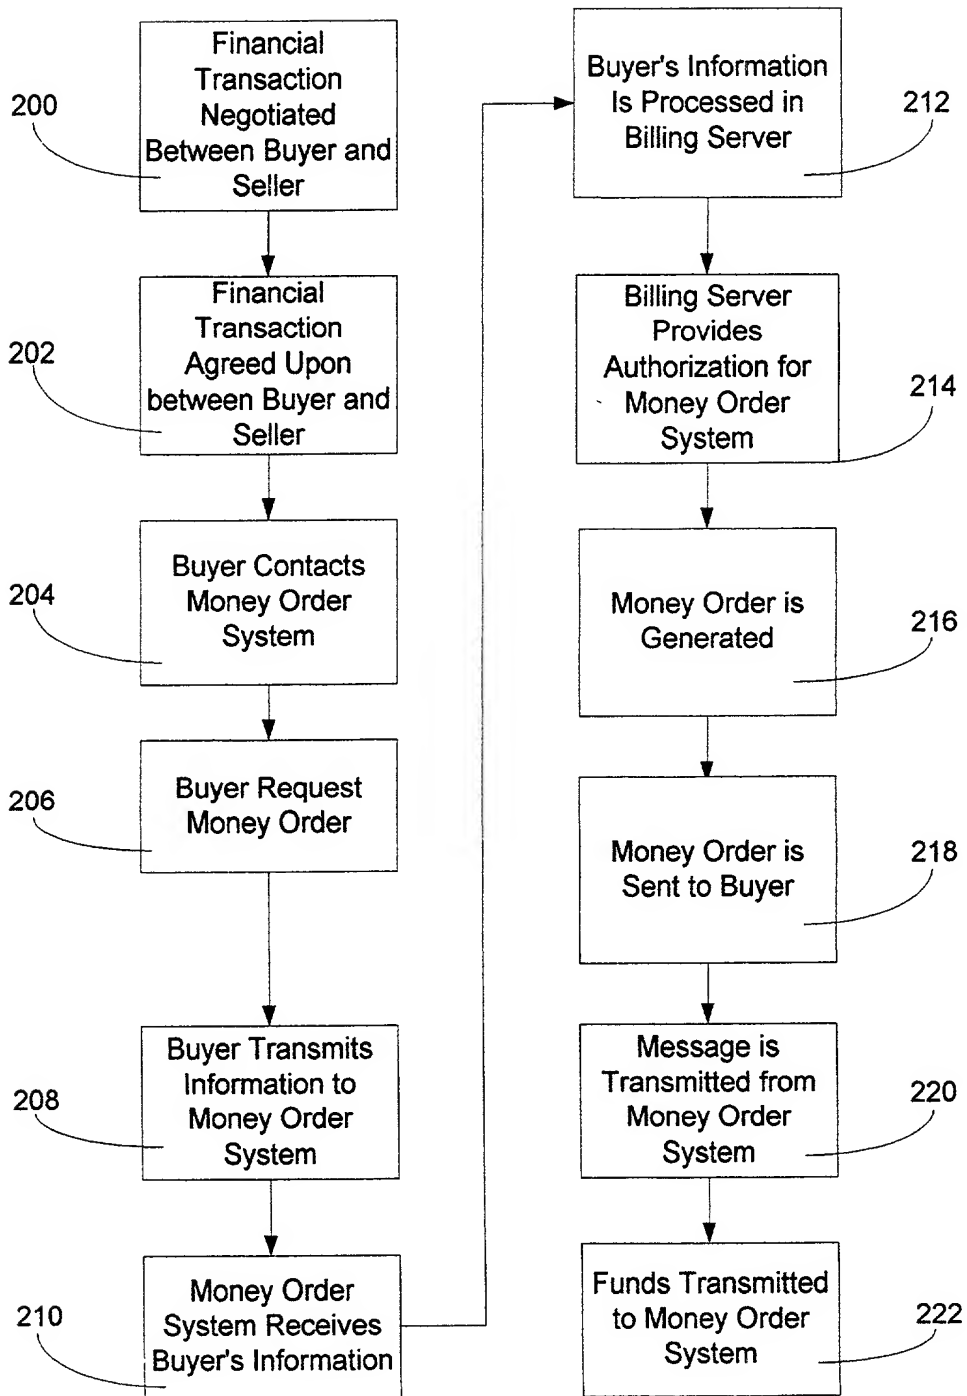 Financial
Transaction
Negotiated
Between Buyer and
Seller
200
Financial
Transaction
Agreed Upon
between Buyer and
Seller
202
Buyer Contacts
Money Order
System
204
Buyer Request
Money Order
206
Buyer Transmits
Information to
Money Order
System
208
Money Order
System Receives
Buyer's Information
210
Buyer's Information
Is Processed in
Billing Server
212
Billing Server
Provides
Authorization for
Money Order
System
214
Money Order is
Generated
216
Money Order is
Sent to Buyer
218
Message is
Transmitted from
Money Order
System
220
Funds Transmitted
to Money Order
System
222